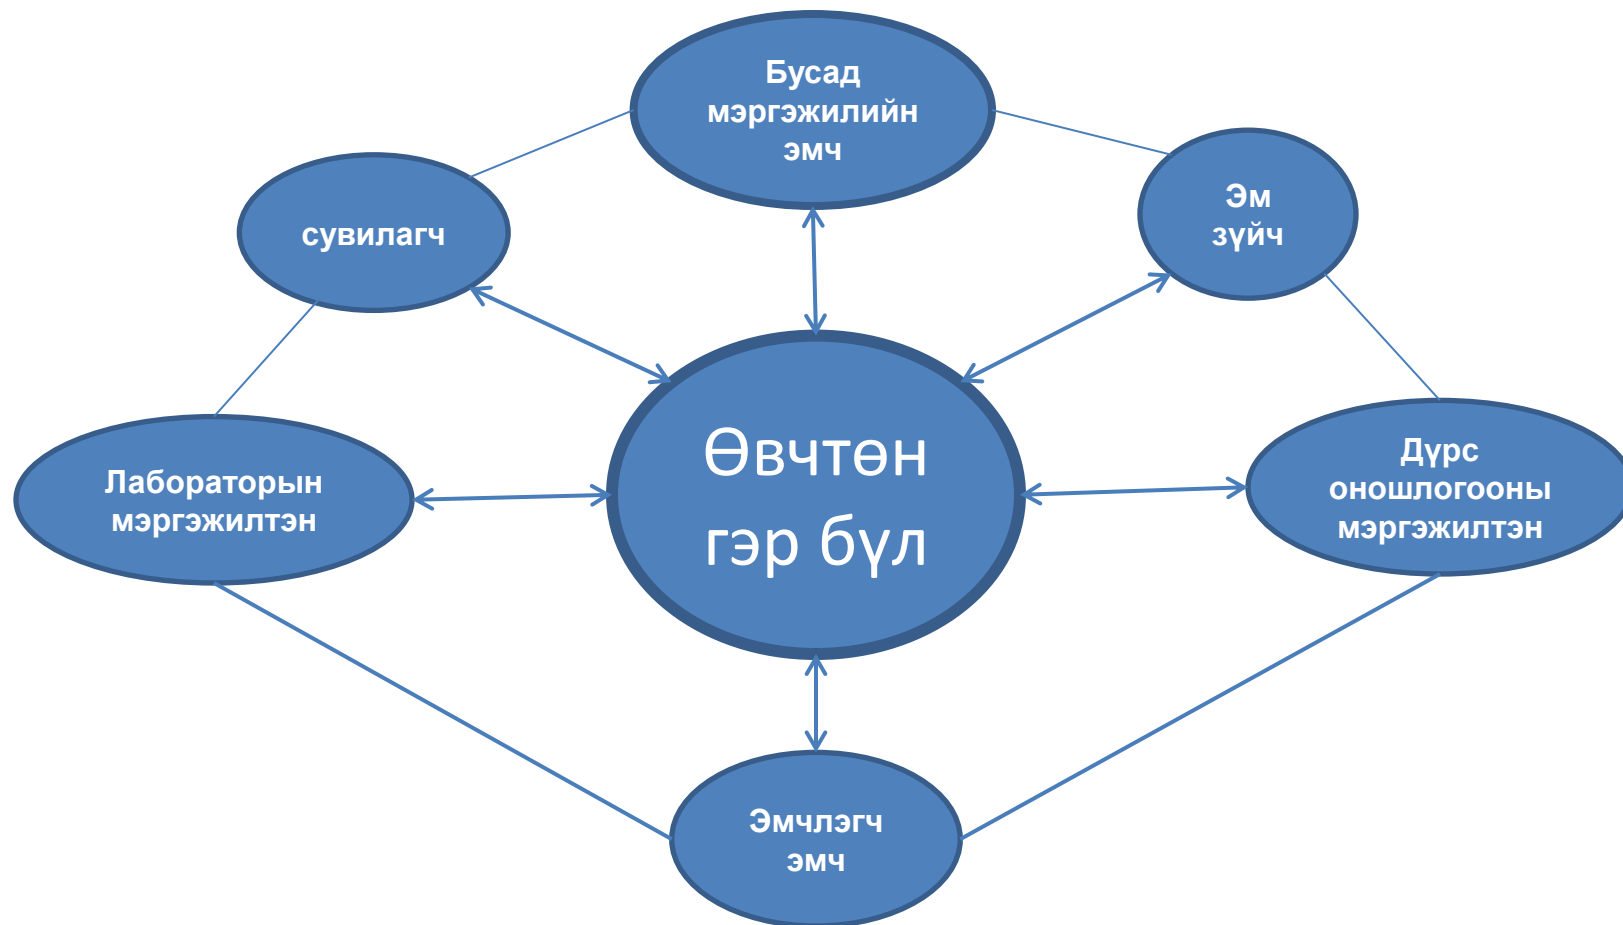 Бусад
мэргэжилийн
эмч
Эм
зүйч
сувилагч
Өвчтөн
гэр бүл
Лабораторын
мэргэжилтэн
Дүрс
оношлогооны
мэргэжилтэн
Эмчлэгч
эмч